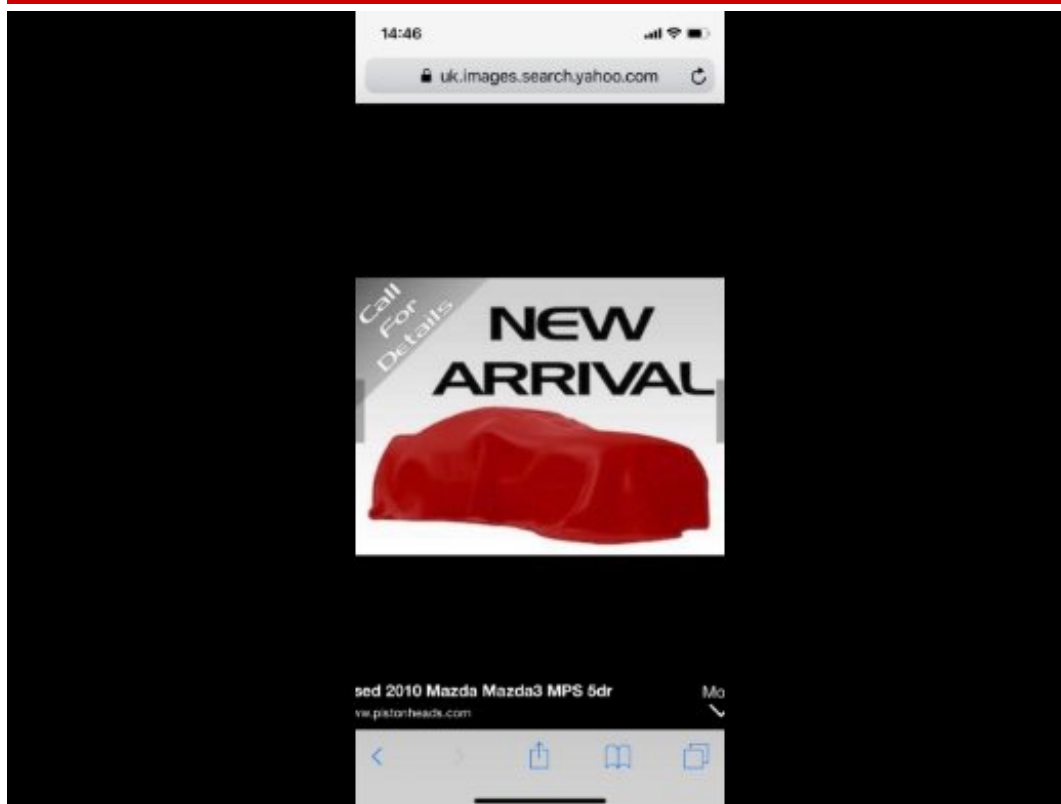 14:46
uk.images.search.yahoo.com
Call
For
Details
NEW
ARRIVAL
sed 2010 Mazda Mazda3 MPS 5dr
Mo
ww.pistonheads.com